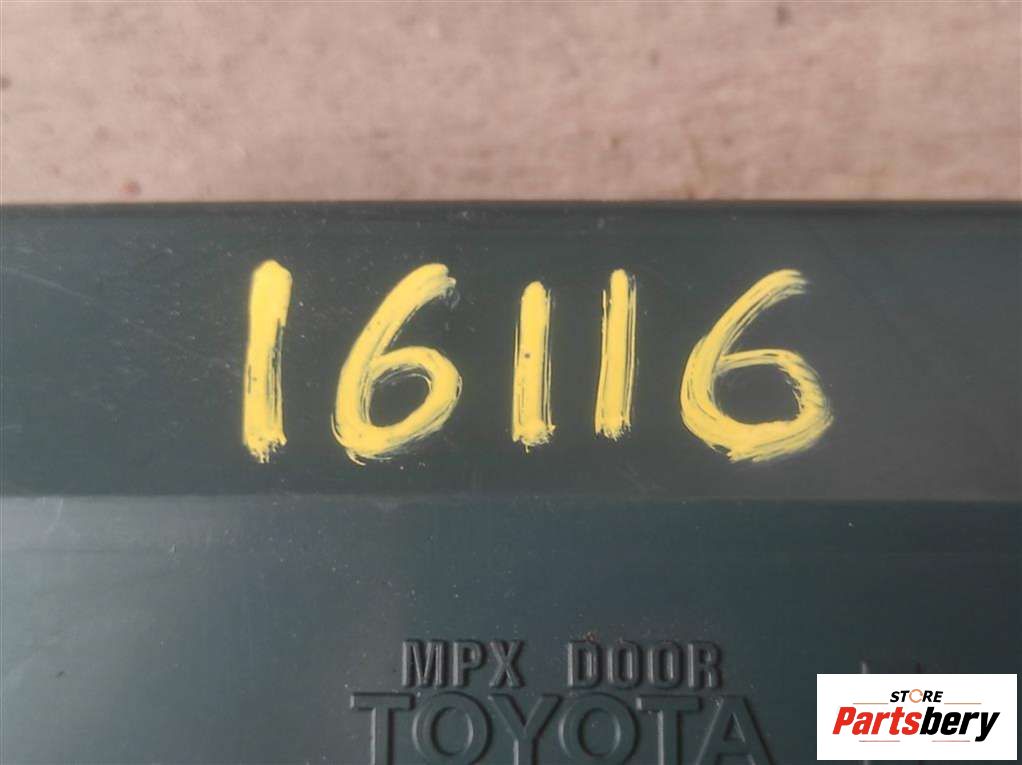 16116
MPX DOOR
TOYOTA
STORE
Partsbery